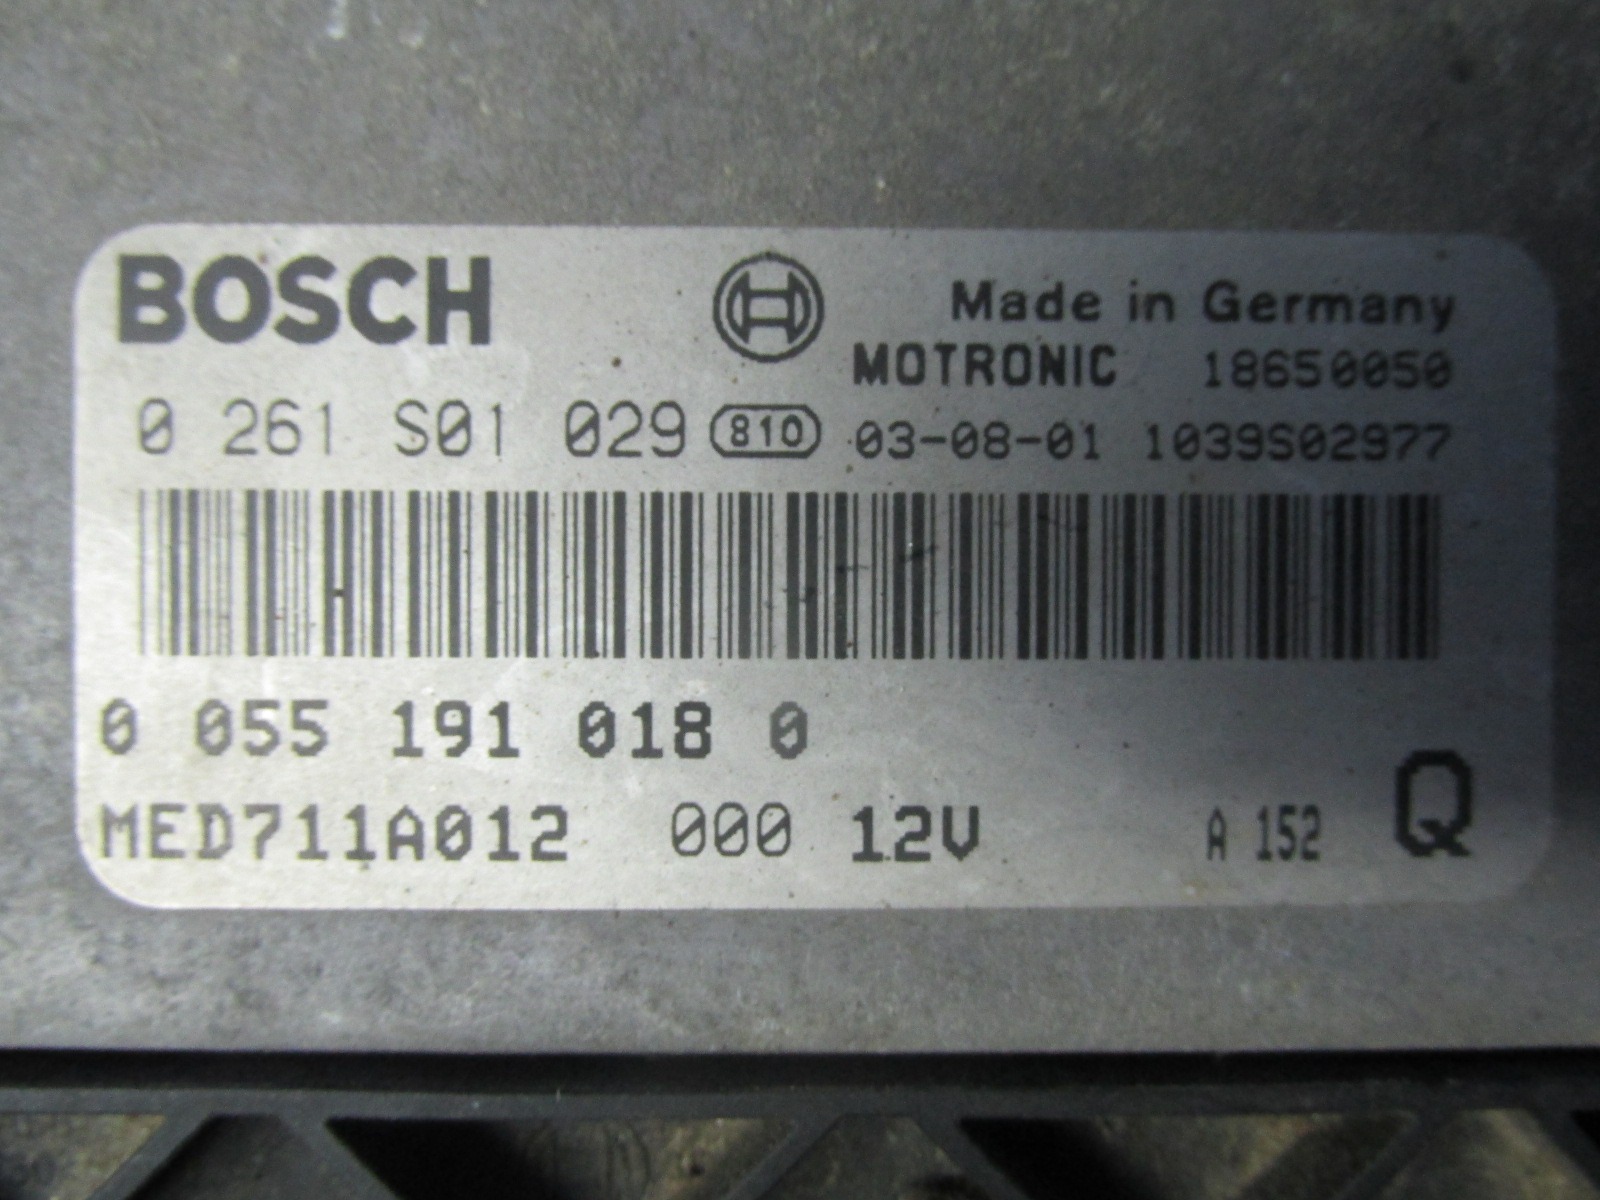 BOSCH
Made in Germany
MOTRONIC 18650050
0 261 S01 029 810 03-08-01 1039S02977
0 055 191 018 0
MED711A012 000 12V A 152 Q